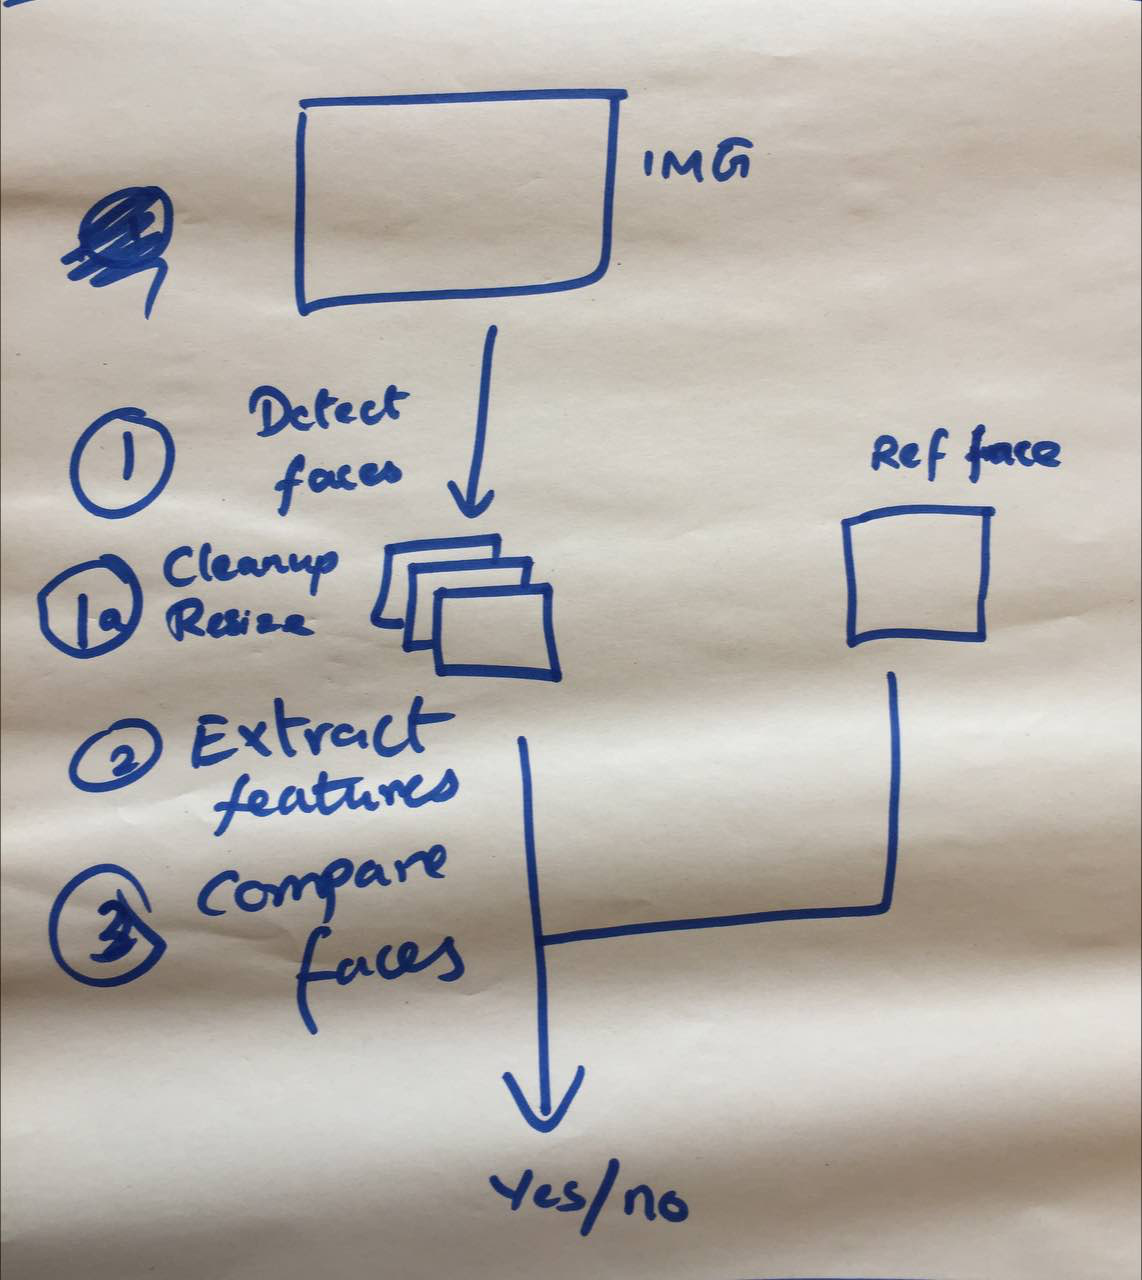 IMG
1
Detect
faces
Ref face
1a
Cleanup
Resize
2
Extract
features
3
Compare
faces
Yes/no